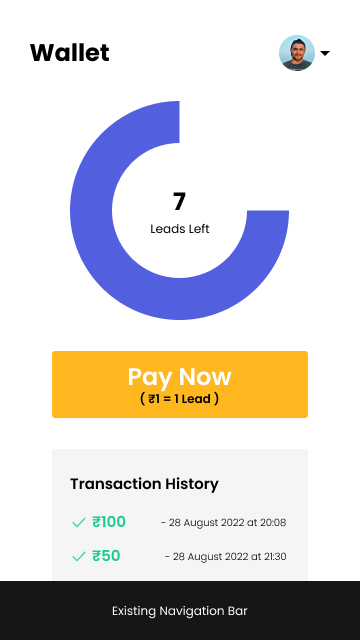 Wallet
7
Leads Left
Pay Now
( ₹1 = 1 Lead )
Transaction History
₹100 - 28 August 2022 at 20:08
₹50 - 28 August 2022 at 21:30
Existing Navigation Bar